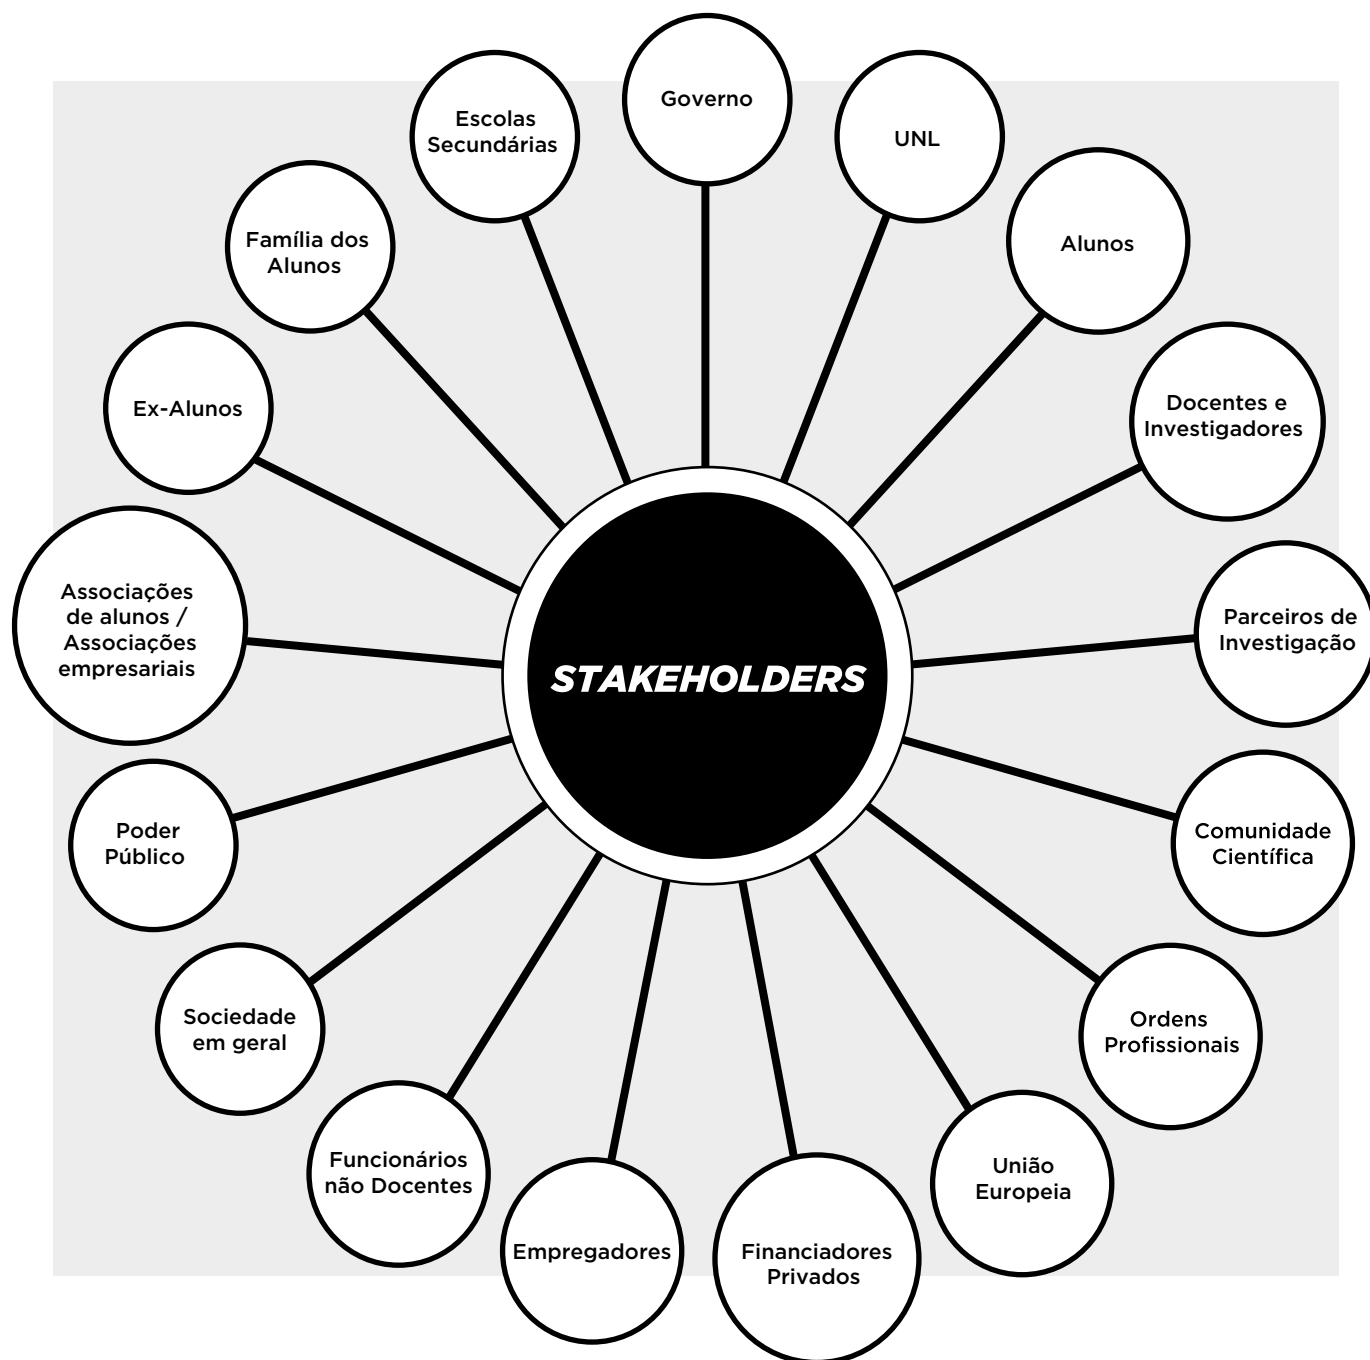 Governo
UNL
Alunos
Docentes e
Investigadores
Parceiros de
Investigação
Comunidade
Científica
Ordens
Profissionais
União
Europeia
Financiadores
Privados
Empregadores
Funcionários
não Docentes
Sociedade
em geral
Poder
Público
Associações
de alunos /
Associações
empresariais
Ex-Alunos
Família dos
Alunos
Escolas
Secundárias
STAKEHOLDERS